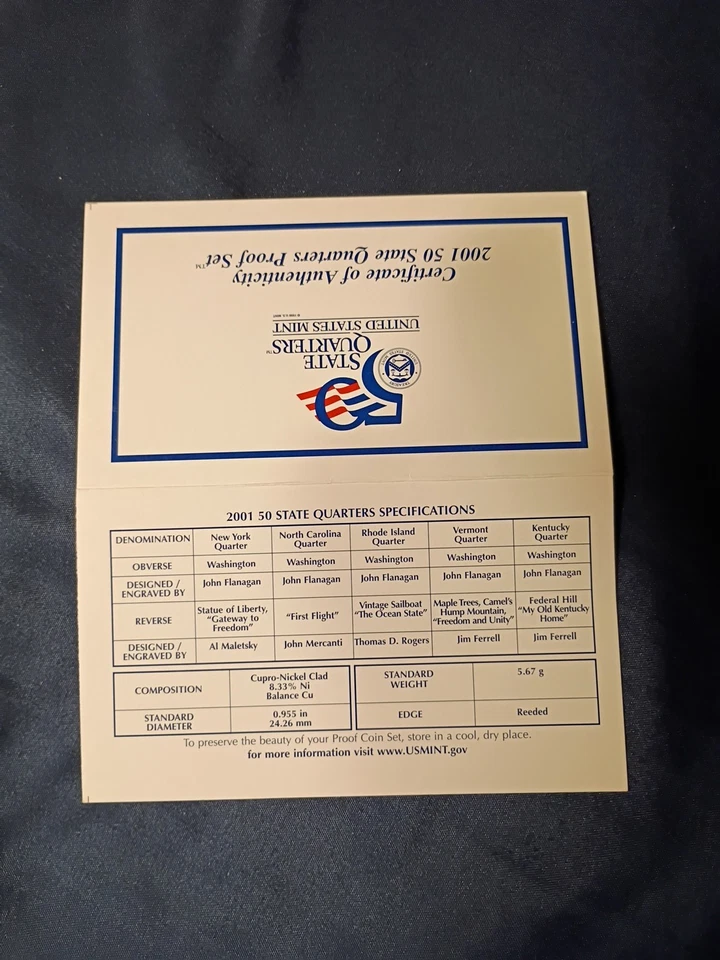 Certificate of Authenticity
2001 50 State Quarters Proof Set™
50
STATE
QUARTERS™
UNITED STATES MINT
2001 50 STATE QUARTERS SPECIFICATIONS
DENOMINATION New York Quarter North Carolina Quarter Rhode Island Quarter Vermont Quarter Kentucky Quarter
OBVERSE Washington Washington Washington Washington Washington
DESIGNED / ENGRAVED BY John Flanagan John Flanagan John Flanagan John Flanagan John Flanagan
REVERSE Statue of Liberty, "Gateway to Freedom" "First Flight" Vintage Sailboat "The Ocean State" Maple Trees, Camel's Hump Mountain, "Freedom and Unity" Federal Hill "My Old Kentucky Home"
DESIGNED / ENGRAVED BY Al Maletsky John Mercanti Thomas D. Rogers Jim Ferrell Jim Ferrell
COMPOSITION Cupro-Nickel Clad 8.33% Ni Balance Cu
STANDARD WEIGHT 5.67 g
STANDARD DIAMETER 0.955 in 24.26 mm
EDGE Reeded
To preserve the beauty of your Proof Coin Set, store in a cool, dry place.
for more information visit www.USMINT.gov